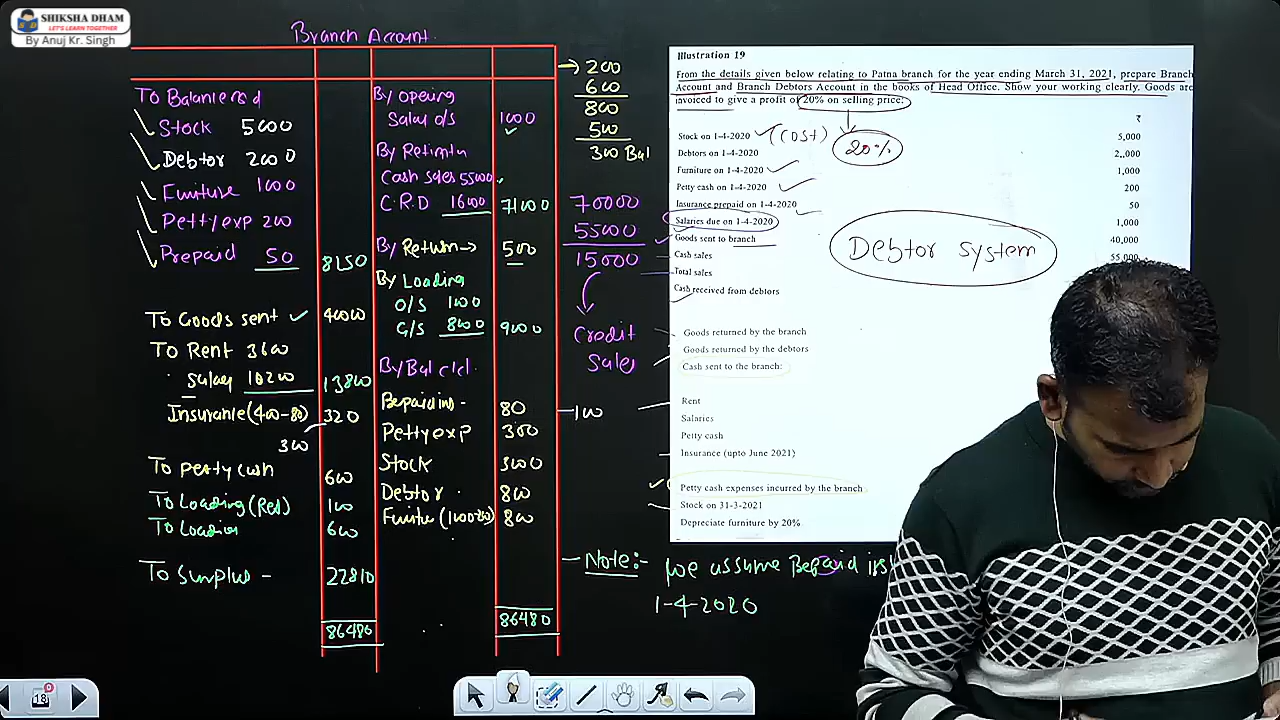 SHIKSHA DHAM
LET'S LEARN TOGETHER
By Anuj Kr. Singh
Branch Account
To Balance b d
Stock 5000
Debtor 2000
Funiture 1000
Petty exp 200
Prepaid 50
8250
To Goods sent
40000
To Rent 3600
Salary 10200
13800
Insurance (400-80)
320
300
To petty cash
600
To Loading (Ret)
100
To Loading
600
To Surplus -
22810
86480
By opening
Salary o/s
1000
By Remittance
Cash sales 55000
C.R.D 16000
71000
By Return →
500
By Loading
O/S 1000
G/S 8000
9000
By Bal c/d.
80
Petty exp
300
Stock
3000
Debtor
800
800
86480
→ 200
600
800
500
300 Bal
70000
55000
15000
Credit
Sales
100
Illustration 19
From the details given below relating to Patna branch for the year ending March 31, 2021, prepare Branch
Account and Branch Debtors Account in the books of Head Office. Show your working clearly. Goods are
invoiced to give a profit of 20% on selling price:
₹
Stock on 1-4-2020
(Cost)
20%
5,000
Debtors on 1-4-2020
2,000
Furniture on 1-4-2020
1,000
Petty cash on 1-4-2020
200
Insurance prepaid on 1-4-2020
50
Salaries due on 1-4-2020
1,000
Goods sent to branch
40,000
Cash sales
55,000
Total sales
Cash received from debtors
Debtor system
Goods returned by the branch
Goods returned by the debtors
Cash sent to the branch:
Rent
Salaries
Petty cash
Insurance (upto June 2021)
Petty cash expenses incurred by the branch
Stock on 31-3-2021
Depreciate furniture by 20%
- Note:- we assume
1-4-2020
18